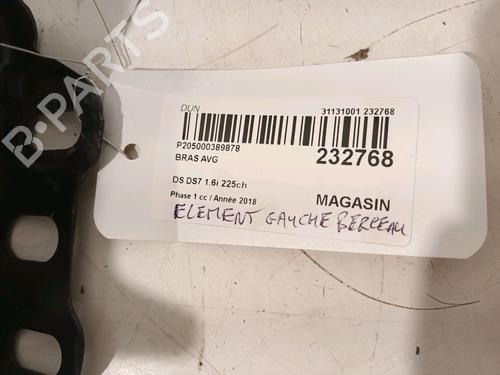 DUN
31131001 232768
P205000389878
BRAS AVG
232768
DS DS7 1.6i 225ch
Phase 1 cc / Année 2018
MAGASIN
ELEMENT GAUCHE BERCEAU
B-PARTS